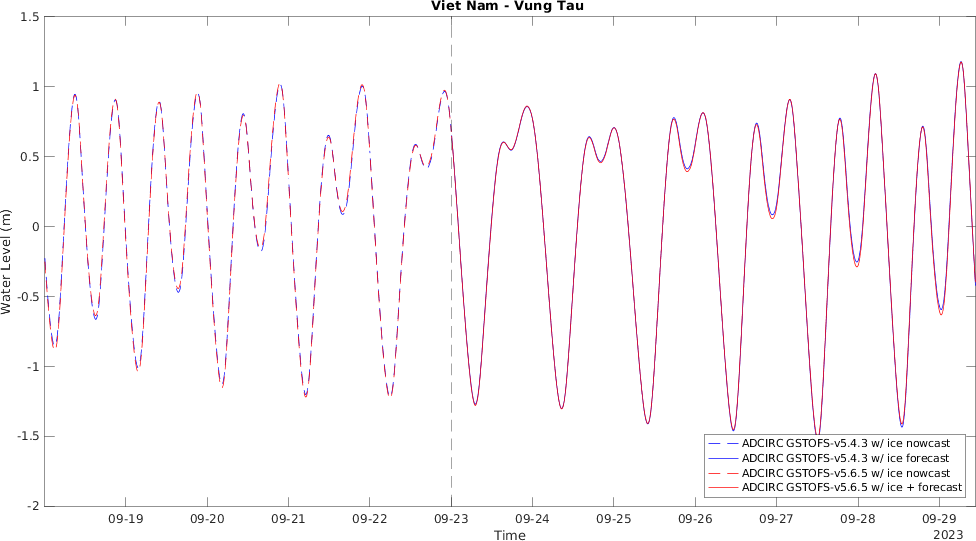 Viet Nam - Vung Tau
1.5
1
0.5
0
-0.5
-1
-1.5
-2
Water Level (m)
09-19
09-20
09-21
09-22
09-23
09-24
09-25
09-26
09-27
09-28
09-29
2023
Time
ADCIRC GSTOFS-v5.4.3 w/ ice nowcast
ADCIRC GSTOFS-v5.4.3 w/ ice forecast
ADCIRC GSTOFS-v5.6.5 w/ ice nowcast
ADCIRC GSTOFS-v5.6.5 w/ ice + forecast